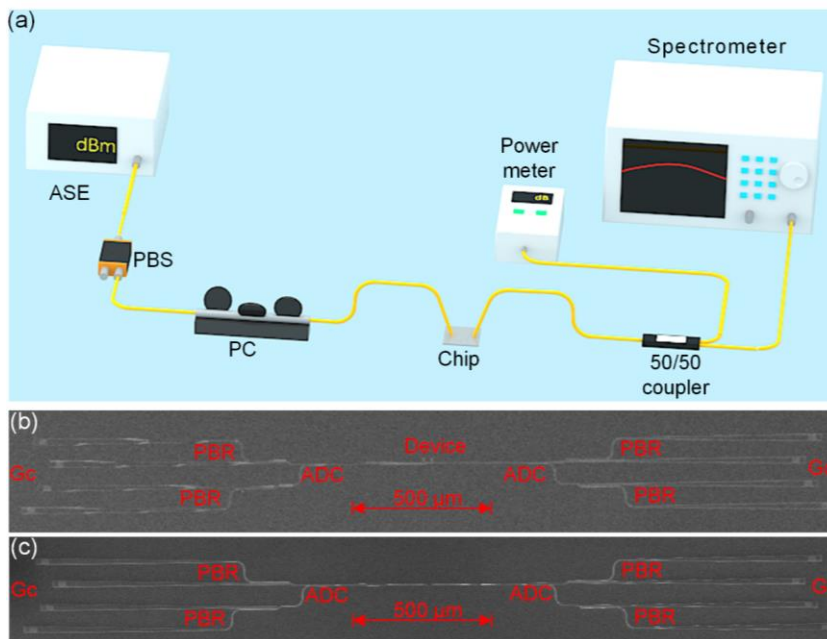 (a)
Spectrometer
dBm
Power
meter
dB
ASE
PBS
PC
Chip
50/50
coupler
(b)
PBR
Device
PBR
Gc
ADC
ADC
Gc
PBR
500 μm
PBR
(c)
PBR
PBR
Gc
ADC
ADC
G
PBR
500 μm
PBR